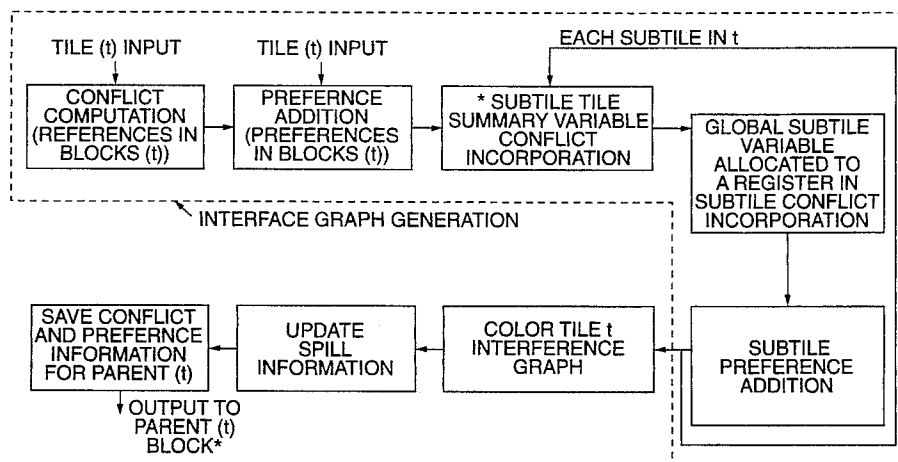 TILE (t) INPUT
TILE (t) INPUT
EACH SUBTILE IN t
CONFLICT
COMPUTATION
(REFERENCES IN
BLOCKS (t))
PREFERNCE
ADDITION
(PREFERENCES
IN BLOCKS (t))
* SUBTILE TILE
SUMMARY VARIABLE
CONFLICT
INCORPORATION
GLOBAL SUBTILE
VARIABLE
ALLOCATED TO
A REGISTER IN
SUBTILE CONFLICT
INCORPORATION
INTERFACE GRAPH GENERATION
SAVE CONFLICT
AND PREFERNCE
INFORMATION
FOR PARENT (t)
UPDATE
SPILL
INFORMATION
COLOR TILE t
INTERFERENCE
GRAPH
SUBTILE
PREFERENCE
ADDITION
OUTPUT TO
PARENT (t)
BLOCK*